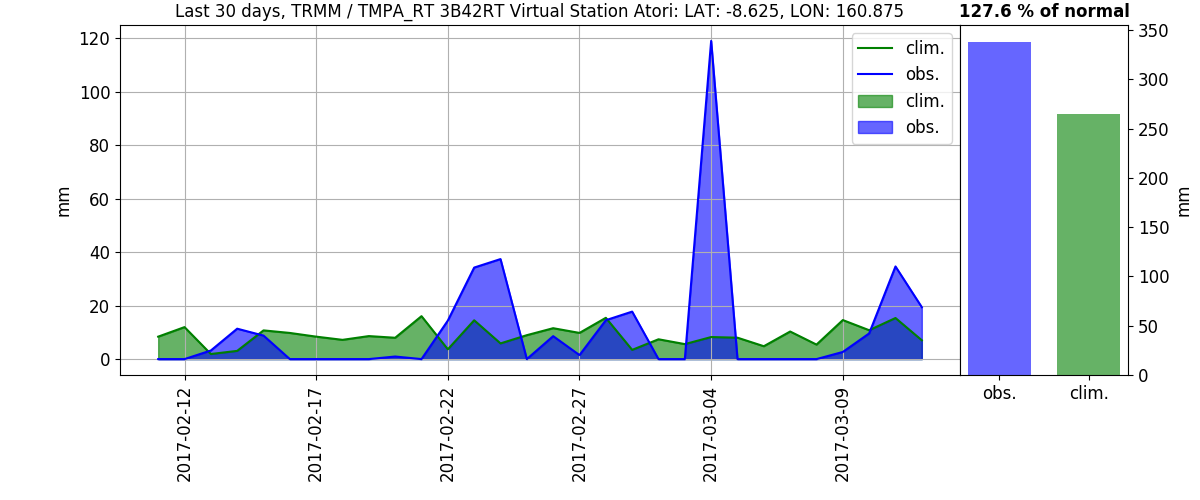 Last 30 days, TRMM / TMPA_RT 3B42RT Virtual Station Atori: LAT: -8.625, LON: 160.875
127.6 % of normal
120
100
80
60
40
20
0
mm
clim.
obs.
clim.
obs.
2017-02-12
2017-02-17
2017-02-22
2017-02-27
2017-03-04
2017-03-09
350
300
250
200
150
100
50
0
mm
obs.
clim.